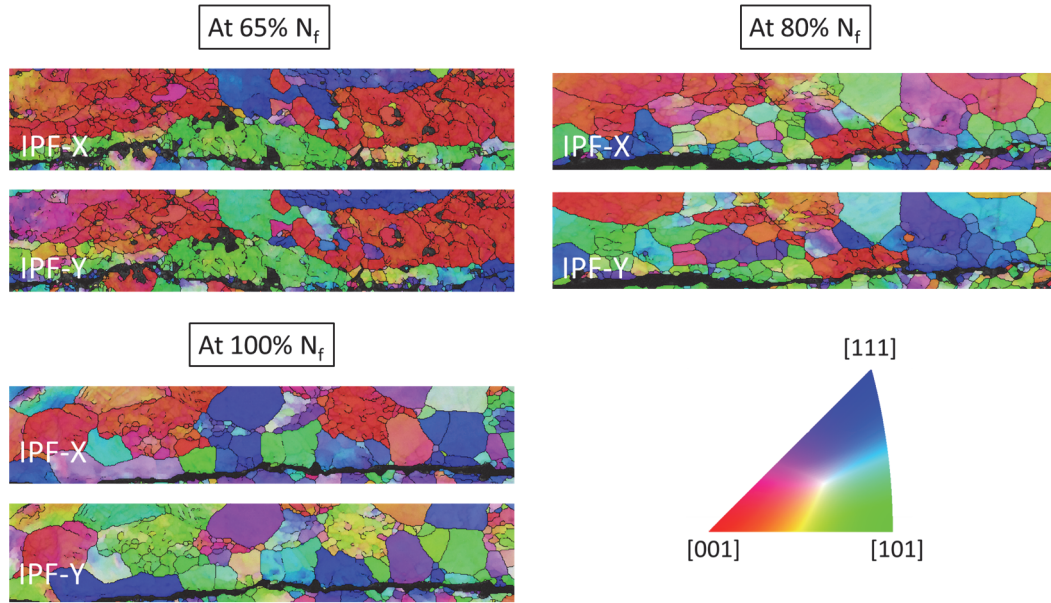 At 65% Nf
At 80% Nf
IPF-X
IPF-X
IPF-Y
IPF-Y
At 100% Nf
[111]
IPF-X
IPF-Y
[001]
[101]